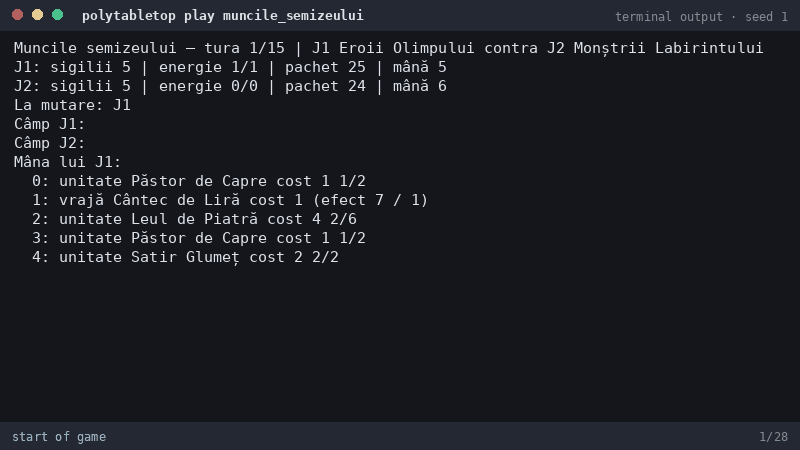 polytabletop play muncile_semizeului
terminal output · seed 1
Muncile semizeului — tura 1/15 | J1 Eroii Olimpului contra J2 Monștrii Labirintului
J1: sigilii 5 | energie 1/1 | pachet 25 | mână 5
J2: sigilii 5 | energie 0/0 | pachet 24 | mână 6
La mutare: J1
Câmp J1:
Câmp J2:
Mâna lui J1:
0: unitate Păstor de Capre cost 1 1/2
1: vrajă Cântec de Liră cost 1 (efect 7 / 1)
2: unitate Leul de Piatră cost 4 2/6
3: unitate Păstor de Capre cost 1 1/2
4: unitate Satir Glumeț cost 2 2/2
start of game
1/28